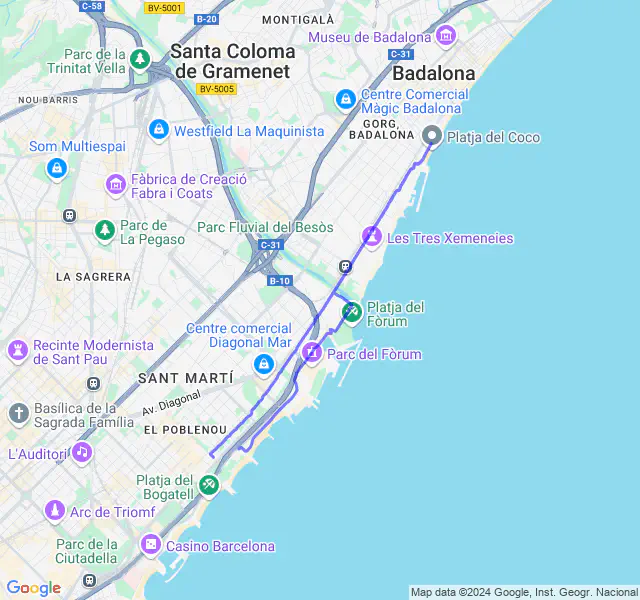 C-58
BV-5001
B-20
MONTIGALÀ
Museu de Badalona
Parc de la
Trinitat Vella
Santa Coloma
de Gramenet
C-31
Badalona
BV-5005
NOU BARRIS
Centre Comercial
Màgic Badalona
GORG,
BADALONA
Westfield La Maquinista
Platja del Coco
Som Multiespai
Fàbrica de Creació
Fabra i Coats
Parc de
La Pegaso
Parc Fluvial del Besòs
C-31
Les Tres Xemeneies
LA SAGRERA
B-10
Platja del
Fòrum
Centre comercial
Diagonal Mar
Recinte Modernista
de Sant Pau
Parc del Fòrum
SANT MARTÍ
Av. Diagonal
Basílica de la
Sagrada Família
EL POBLENOU
L'Auditori
Platja del
Bogatell
Arc de Triomf
Parc de la
Ciutadella
Casino Barcelona
Google
Map data ©2024 Google, Inst. Geogr. Nacional